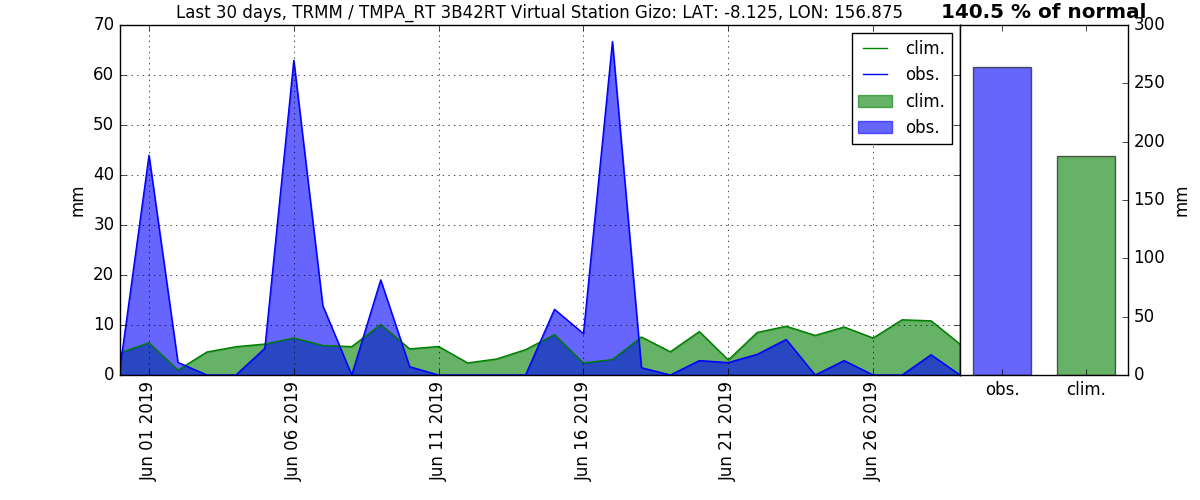 Last 30 days, TRMM / TMPA_RT 3B42RT Virtual Station Gizo: LAT: -8.125, LON: 156.875
140.5 % of normal
70
60
50
40
30
20
10
0
mm
clim.
obs.
clim.
obs.
Jun 01 2019
Jun 06 2019
Jun 11 2019
Jun 16 2019
Jun 21 2019
Jun 26 2019
300
250
200
150
100
50
0
mm
obs.
clim.